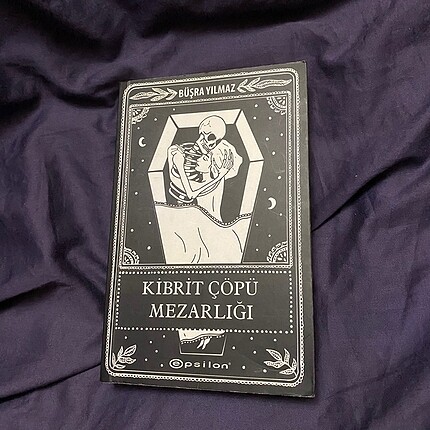 BÜŞRA YILMAZ
KİBRİT ÇÖPÜ
MEZARLIĞI
epsilon